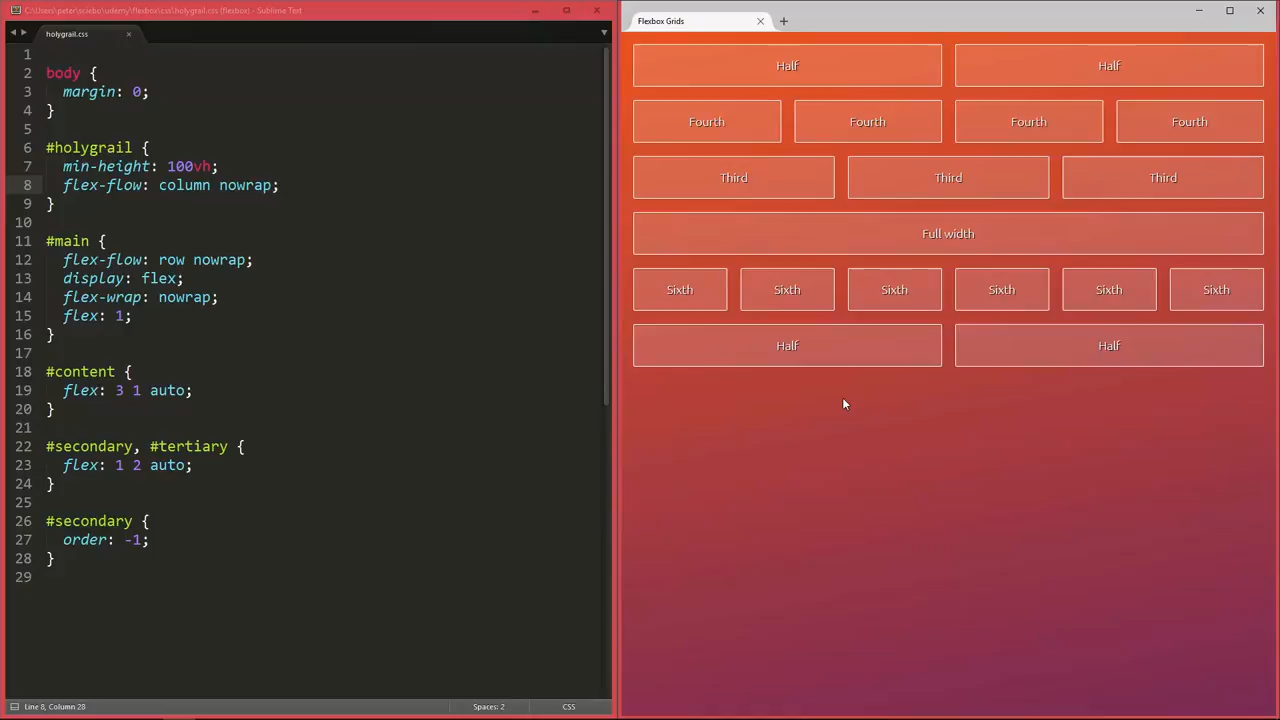 C:\Users\peter\sciebo\udemy\flexbox\css\holygrail.css (flexbox) - Sublime Text
holygrail.css
1
2 body {
3 margin: 0;
4 }
5
6 #holygrail {
7 min-height: 100vh;
8 flex-flow: column nowrap;
9 }
10
11 #main {
12 flex-flow: row nowrap;
13 display: flex;
14 flex-wrap: nowrap;
15 flex: 1;
16 }
17
18 #content {
19 flex: 3 1 auto;
20 }
21
22 #secondary, #tertiary {
23 flex: 1 2 auto;
24 }
25
26 #secondary {
27 order: -1;
28 }
29
Line 8, Column 28 Spaces: 2 CSS
Flexbox Grids
Half Half
Fourth Fourth Fourth Fourth
Third Third Third
Full width
Sixth Sixth Sixth Sixth Sixth Sixth
Half Half